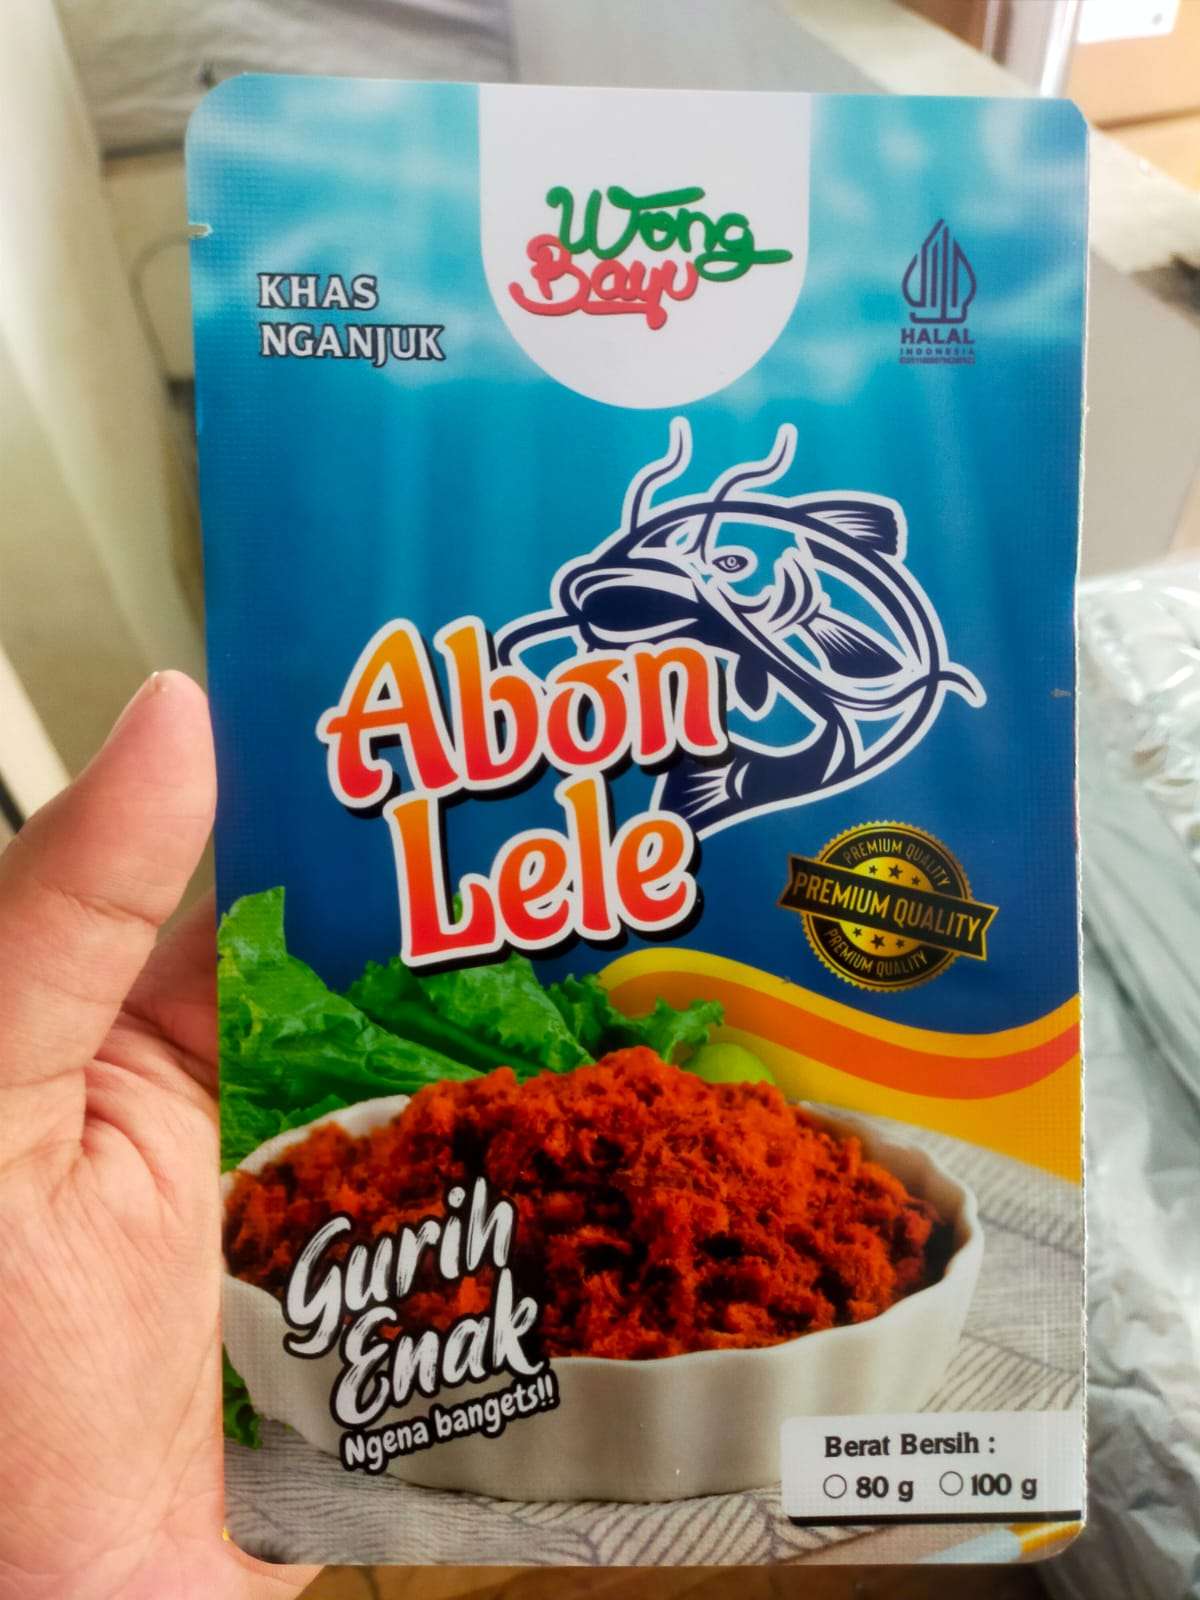 Wong
Bayu
KHAS
NGANJUK
HALAL
INDONESIA
Abon
Lele
PREMIUM QUALITY
PREMIUM QUALITY
PREMIUM QUALITY
Gurih
Enak
Ngena bangets!!
Berat Bersih :
80 g 100 g